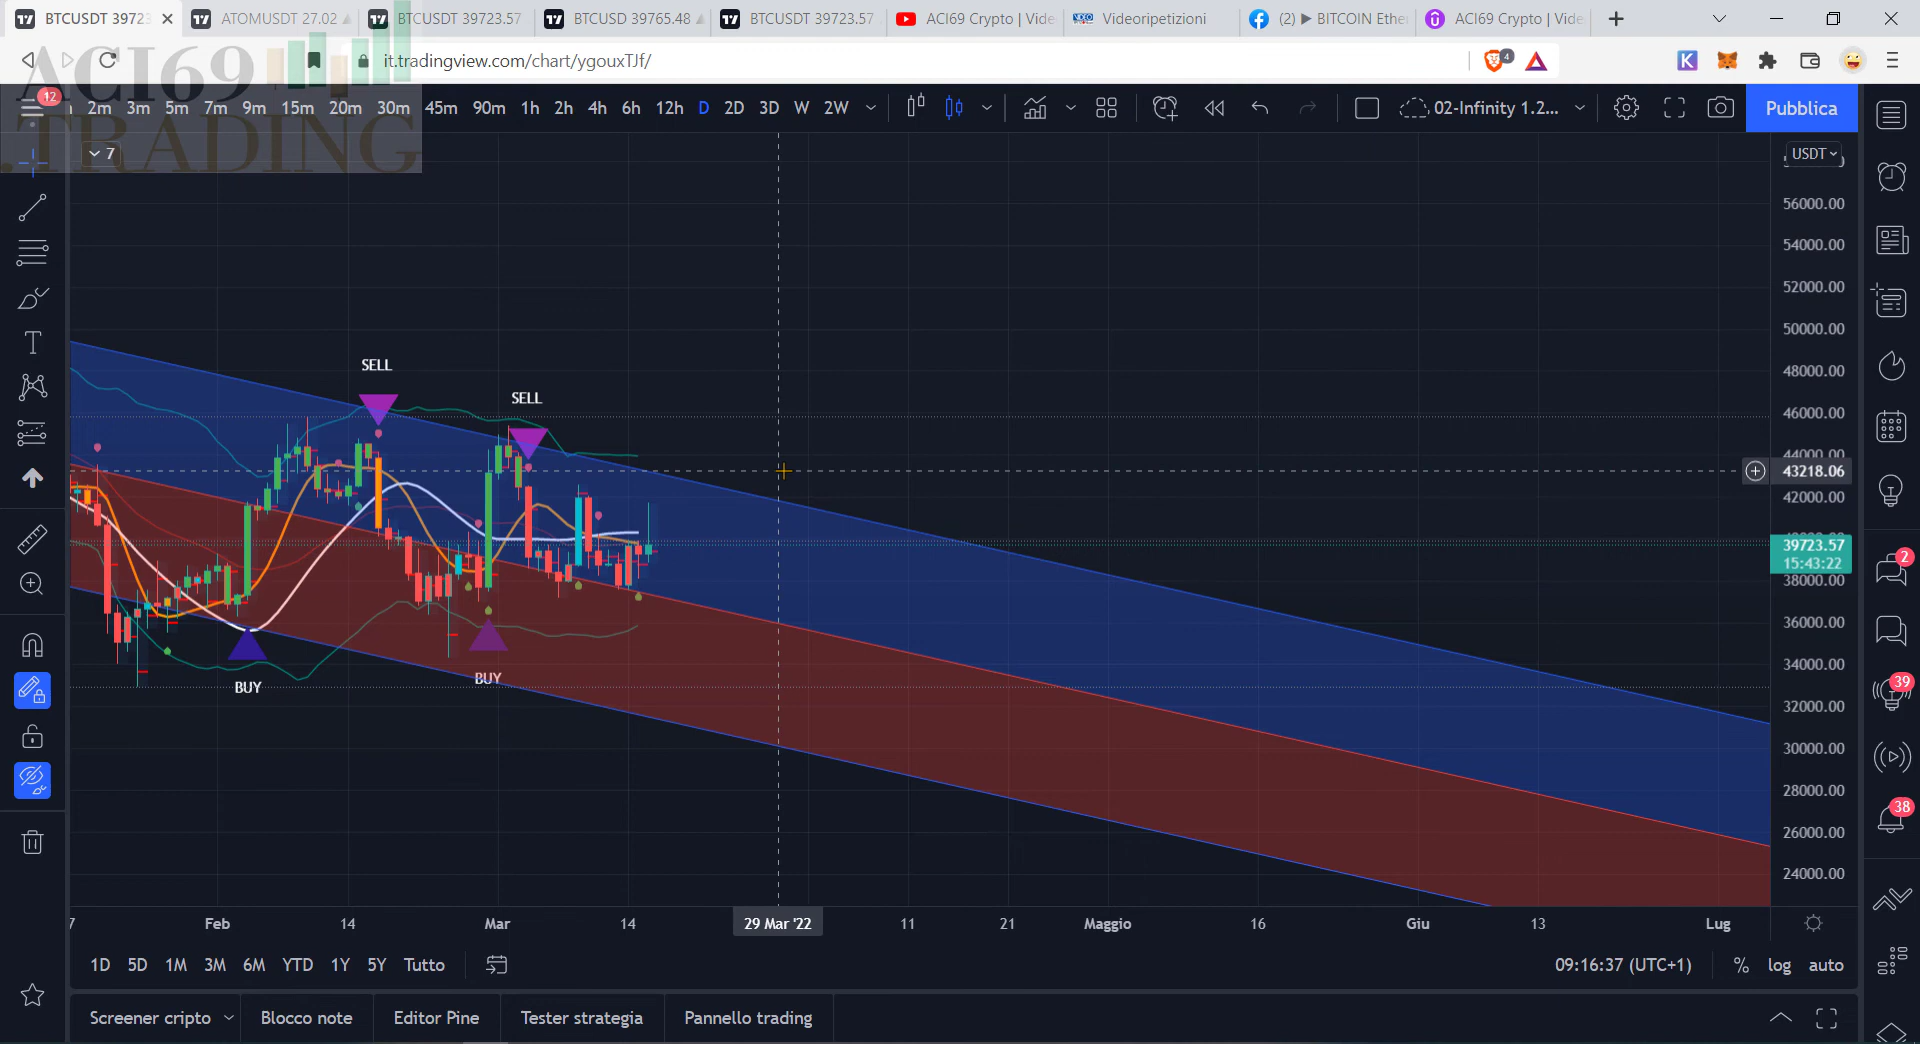 BTCUSDT 39723
ATOMUSDT 27.02
BTCUSDT 39723.57
BTCUSD 39765.48
BTCUSDT 39723.57
ACI69 Crypto | Vide
Videoripetizioni
(2) ▶ BITCOIN Ethe
ACI69 Crypto | Vide
it.tradingview.com/chart/ygouxTJf/
4
ACI69
.TRADING
12
2m 3m 5m 7m 9m 15m 20m 30m 45m 90m 1h 2h 4h 6h 12h D 2D 3D W 2W
02-Infinity 1.2...
Pubblica
7
USDT
56000.00
54000.00
52000.00
50000.00
48000.00
46000.00
44000.00
43218.06
42000.00
39723.57
15:43:22
38000.00
36000.00
34000.00
32000.00
30000.00
28000.00
26000.00
24000.00
SELL
SELL
BUY
BUY
2
39
38
7 Feb 14 Mar 14 29 Mar '22 11 21 Maggio 16 Giu 13 Lug
1D 5D 1M 3M 6M YTD 1Y 5Y Tutto
09:16:37 (UTC+1) % log auto
Screener cripto Blocco note Editor Pine Tester strategia Pannello trading